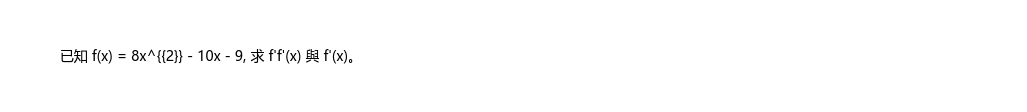 已知 f(x) = 8x^{{2}} - 10x - 9, 求 f'f'(x) 與 f'(x)。